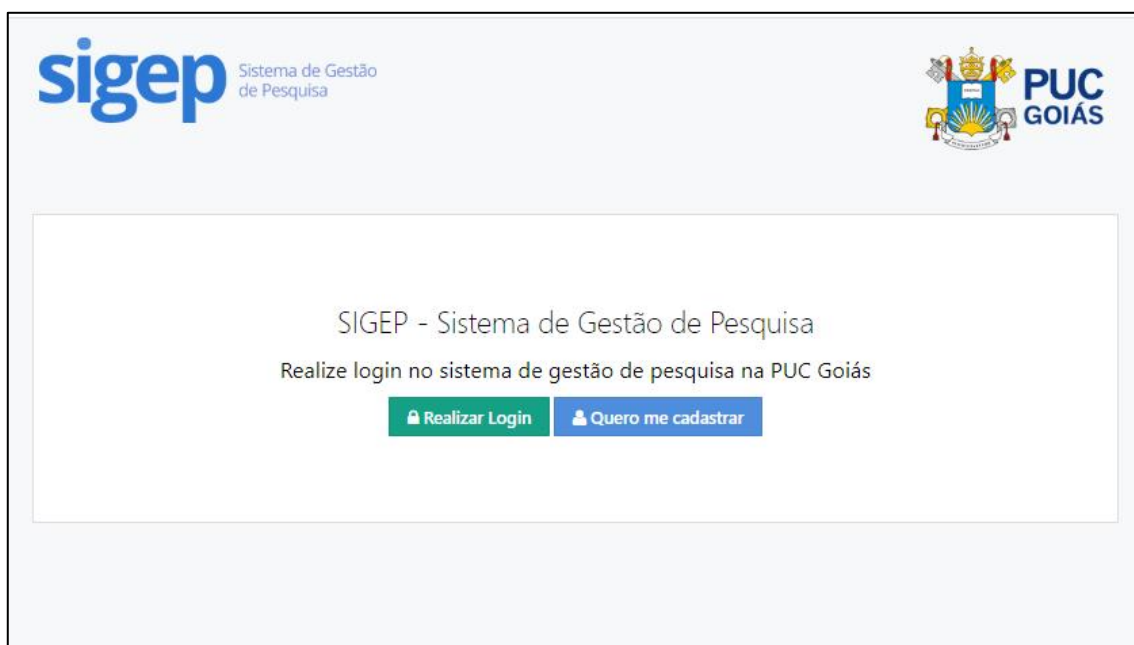 sigep
Sistema de Gestão
de Pesquisa
PUC
GOIÁS
SIGEP - Sistema de Gestão de Pesquisa
Realize login no sistema de gestão de pesquisa na PUC Goiás
Realizar Login
Quero me cadastrar